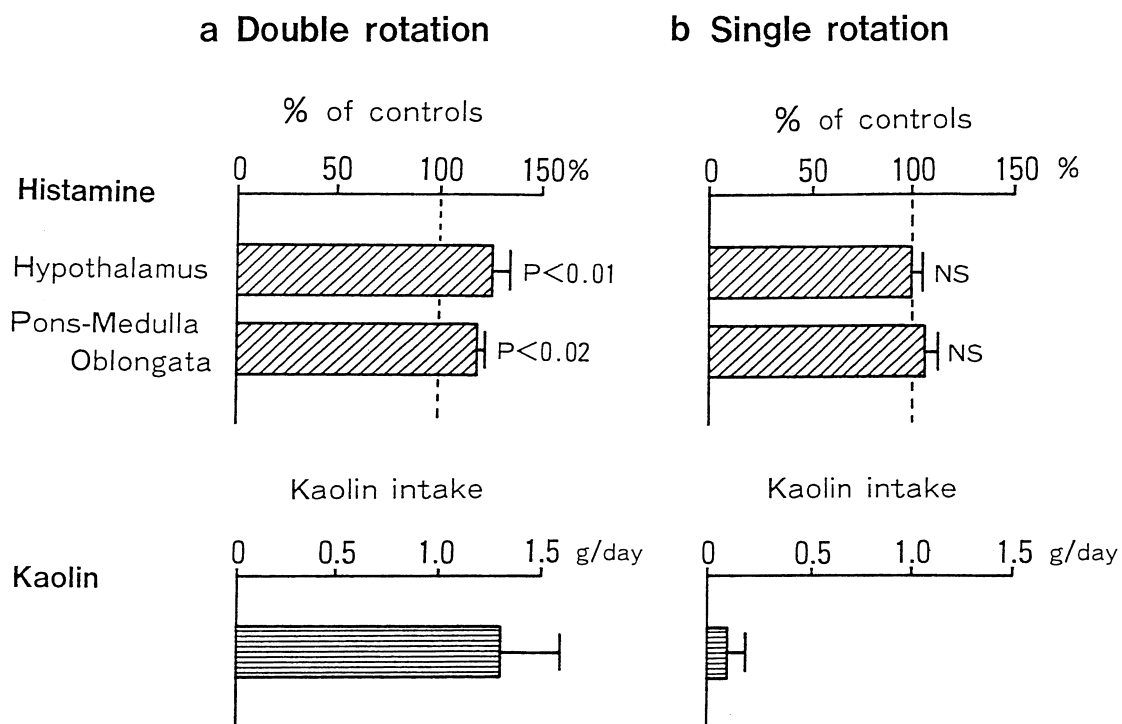 a Double rotation
% of controls
0 50 100 150%
Histamine
Hypothalamus
P<0.01
Pons-Medulla
Oblongata
P<0.02
Kaolin intake
0 0.5 1.0 1.5 g/day
Kaolin
b Single rotation
% of controls
0 50 100 150 %
NS
NS
Kaolin intake
0 0.5 1.0 1.5 g/day